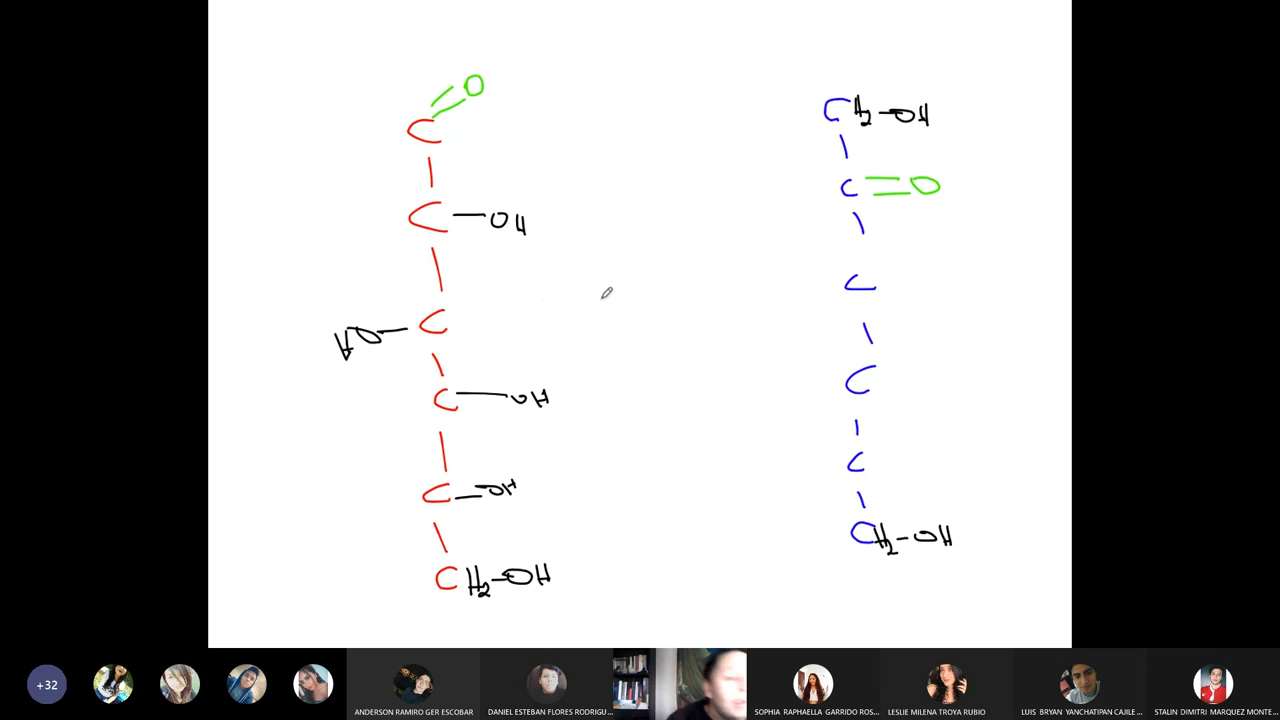 C=O
CH2-OH
C-OH
C=O
HO-C
C
C-OH
C
C-OH
C
CH2-OH
CH2-OH
+32
ANDERSON RAMIRO GER ESCOBAR
DANIEL ESTEBAN FLORES RODRIGU...
SOPHIA RAPHAELLA GARRIDO ROS...
LESLIE MILENA TROYA RUBIO
LUIS BRYAN YANCHATIPAN CAJILE...
STALIN DIMITRI MARQUEZ MONTE...